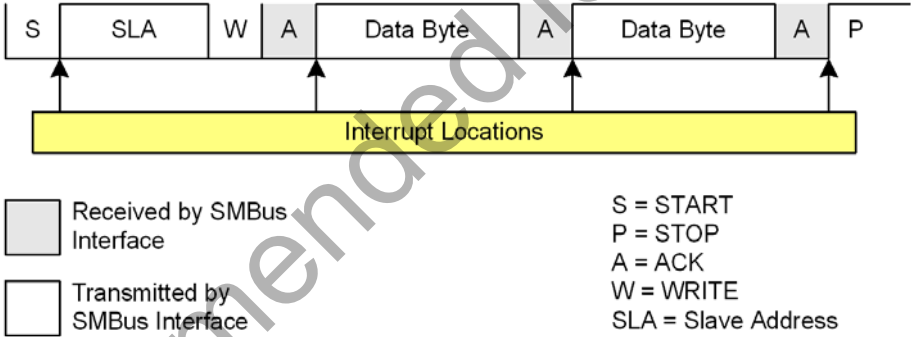 S SLA W A Data Byte A Data Byte A P
Interrupt Locations
Received by SMBus
Interface
Transmitted by
SMBus Interface
S = START
P = STOP
A = ACK
W = WRITE
SLA = Slave Address